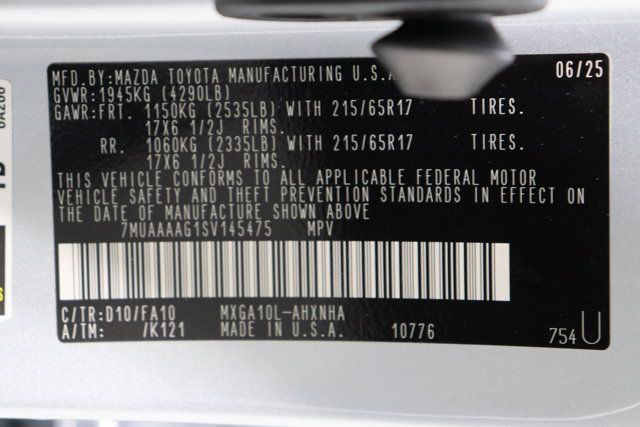 MFD.BY:MAZDA TOYOTA MANUFACTURING U.S.A 06/25
GVWR:1945KG (4290LB)
GAWR:FRT. 1150KG (2535LB) WITH 215/65R17 TIRES.
17X6 1/2J RIMS.
RR. 1060KG (2335LB) WITH 215/65R17 TIRES.
17X6 1/2J RIMS.
THIS VEHICLE CONFORMS TO ALL APPLICABLE FEDERAL MOTOR
VEHICLE SAFETY AND THEFT PREVENTION STANDARDS IN EFFECT ON
THE DATE OF MANUFACTURE SHOWN ABOVE
7MUAAAAG1SV145475 MPV
C/TR:D10/FA10 MXGA10L-AHXNHA
A/TM: /K121 MADE IN U.S.A. 10776 754U